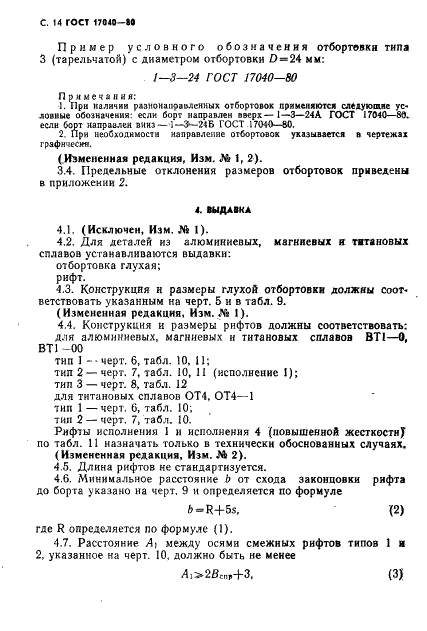 С. 14 ГОСТ 17040—80
Пример условного обозначения отбортовки типа
3 (тарельчатой) с диаметром отбортовки D=24 мм:
1—3—24 ГОСТ 17040—80
Примечания:
1. При наличии разнонаправленных отбортовок применяются следующие ус-
ловные обозначения: если борт направлен вверх— 1—3—24А ГОСТ 17040—80.
если борт направлен вниз — 1—3—24Б ГОСТ 17040—80.
2. При необходимости направление отбортовок указывается в чертежах
графически.
(Измененная редакция, Изм. № 1, 2).
3.4. Предельные отклонения размеров отбортовок приведены
в приложении 2.
4. ВЫДАВКА
4.1. (Исключен, Изм. № 1).
4.2. Для деталей из алюминиевых, магниевых и титановых
сплавов устанавливаются выдавки:
отбортовка глухая;
рифт.
4.3. Конструкция и размеры глухой отбортовки должны соот-
ветствовать указанным на черт. 5 и в табл. 9.
(Измененная редакция, Изм. № 1).
4.4. Конструкция и размеры рифтов должны соответствовать:
для алюминиевых, магниевых и титановых сплавов ВТ1—0,
ВТ1—00
тип 1 — черт. 6, табл. 10, 11;
тип 2 — черт. 7, табл. 10, 11 (исполнение 1);
тип 3 — черт. 8, табл. 12
для титановых сплавов ОТ4, ОТ4—1
тип 1 — черт. 6, табл. 10;
тип 2 — черт. 7, табл. 10.
Рифты исполнения 1 и исполнения 4 (повышенной жесткости)
по табл. 11 назначать только в технически обоснованных случаях.
(Измененная редакция, Изм. № 2).
4.5. Длина рифтов не стандартизуется.
4.6. Минимальное расстояние b от схода законцовки рифта
до борта указано на черт. 9 и определяется по формуле
b=R+5s, (2)
где R определяется по формуле (1).
4.7. Расстояние A₁ между осями смежных рифтов типов 1 и
2, указанное на черт. 10, должно быть не менее
A₁⩾2Bспр+3, (3)